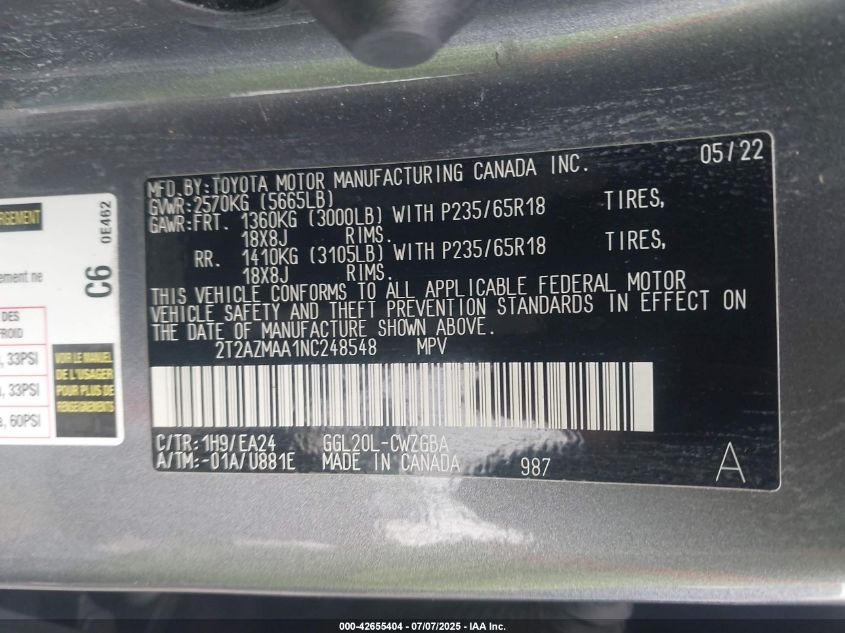 05/22
MFD.BY:TOYOTA MOTOR MANUFACTURING CANADA INC.
GVWR:2570KG (5665LB)
GAWR:FRT. 1360KG (3000LB) WITH P235/65R18 TIRES,
18X8J RIMS.
RR. 1410KG (3105LB) WITH P235/65R18 TIRES,
18X8J RIMS.
THIS VEHICLE CONFORMS TO ALL APPLICABLE FEDERAL MOTOR
VEHICLE SAFETY AND THEFT PREVENTION STANDARDS IN EFFECT ON
THE DATE OF MANUFACTURE SHOWN ABOVE.
2T2AZMAA1NC248548 MPV
C/TR:1H9/EA24 GGL20L-CWZGBA
A/TM:-01A/U881E MADE IN CANADA 987 A
C6 0E462
DES
FROID
33PSI
33PSI
60PSI
VOIR LE MANUEL
DE L'USAGER
POUR PLUS DE
RENSEIGNEMENTS
000-42655404 / 07/07/2025 - IAA Inc.